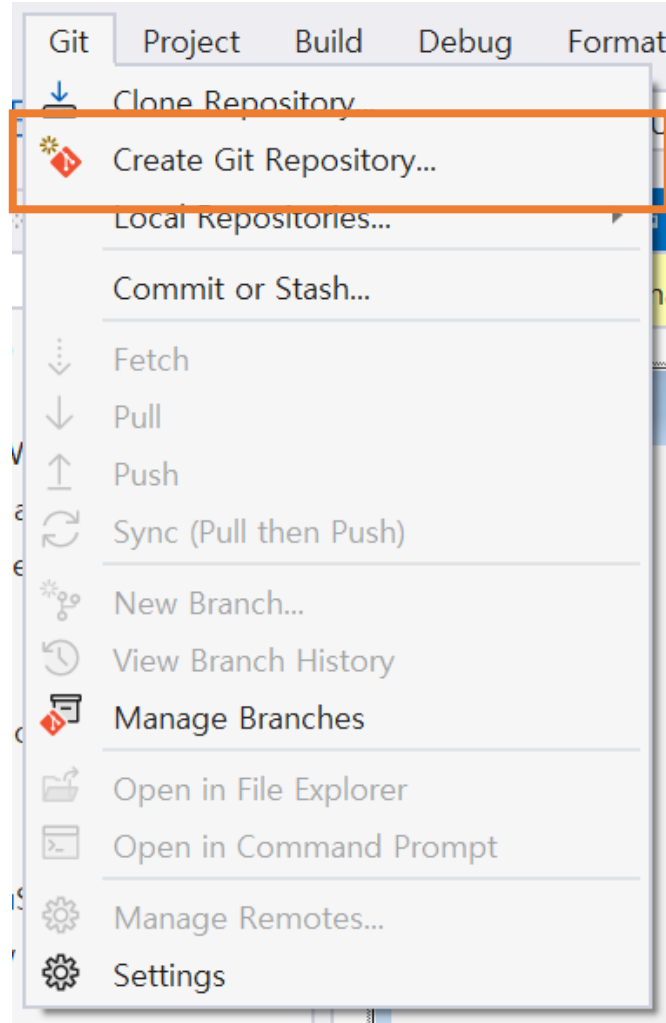 Git Project Build Debug Format
Clone Repository...
Create Git Repository...
Local Repositories...
Commit or Stash...
Fetch
Pull
Push
Sync (Pull then Push)
New Branch...
View Branch History
Manage Branches
Open in File Explorer
Open in Command Prompt
Manage Remotes...
Settings